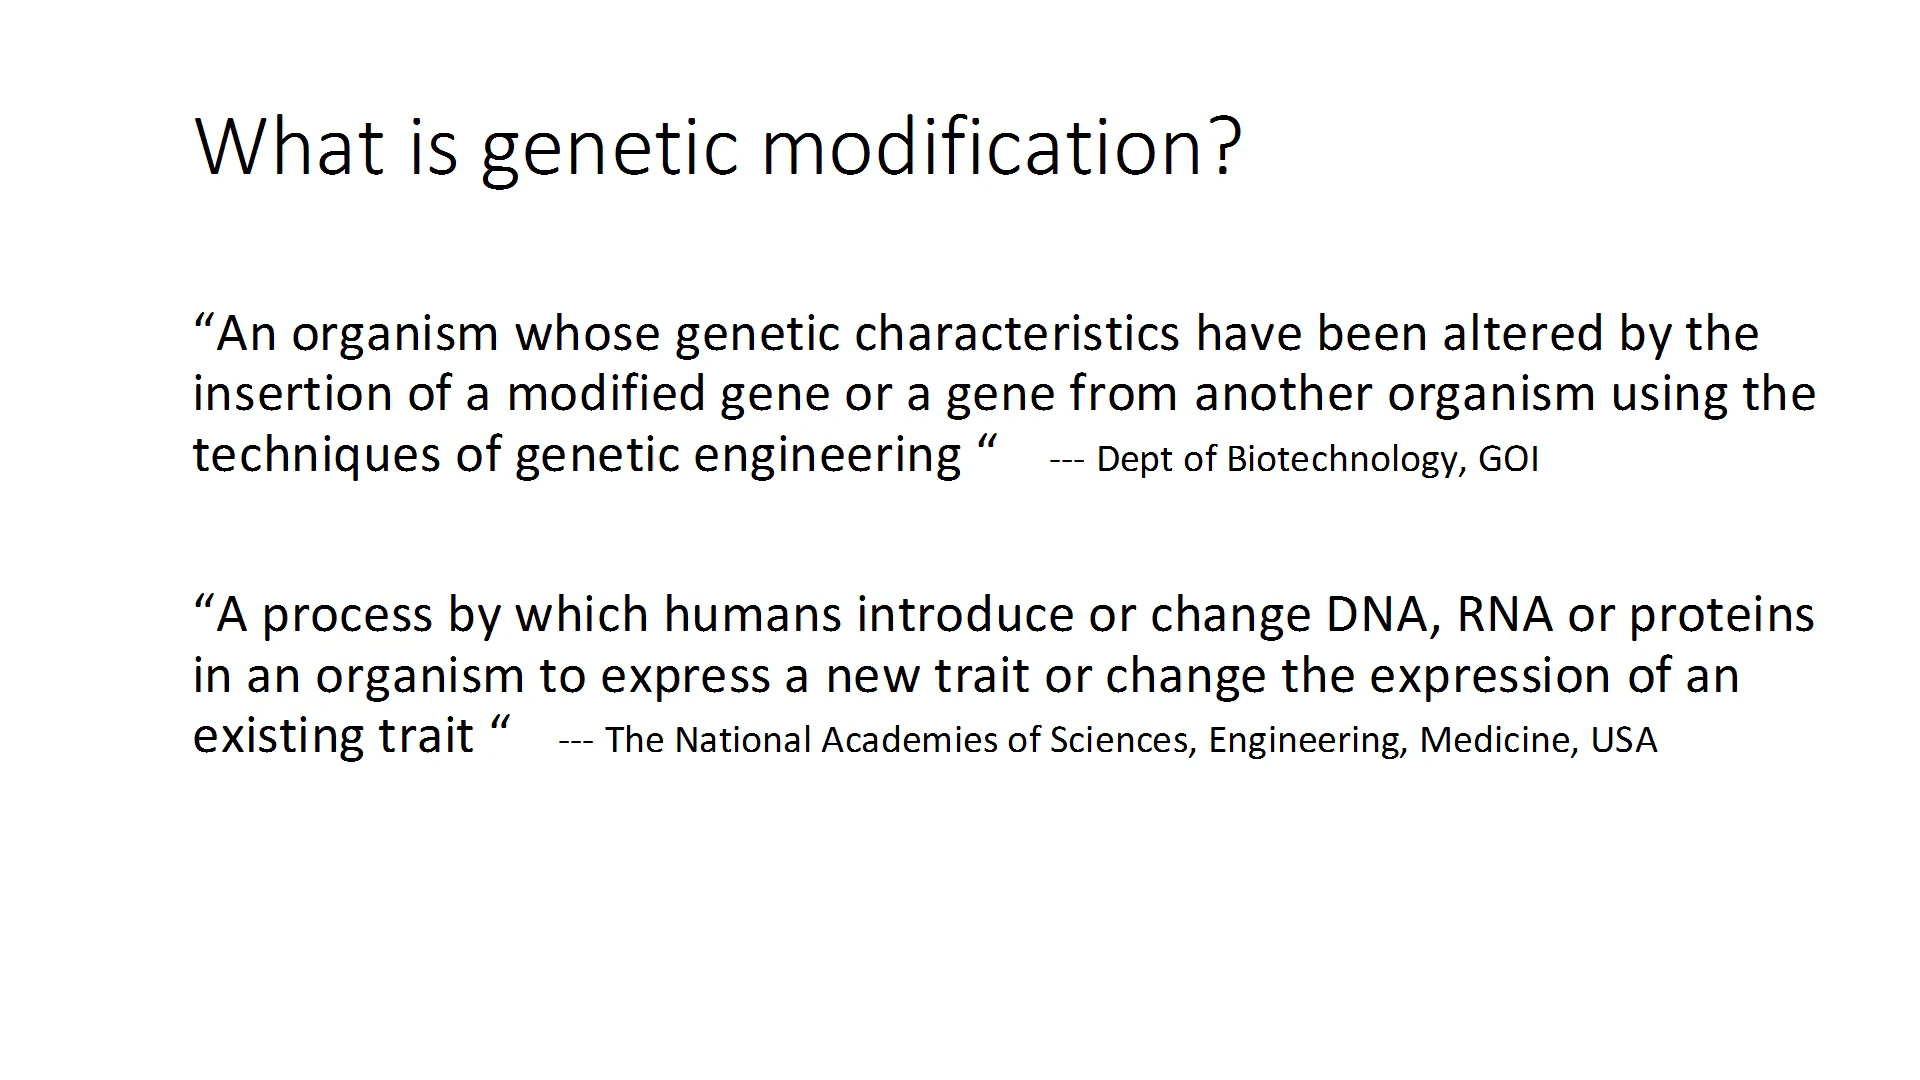 What is genetic modification?
“An organism whose genetic characteristics have been altered by the
insertion of a modified gene or a gene from another organism using the
techniques of genetic engineering “ --- Dept of Biotechnology, GOI
“A process by which humans introduce or change DNA, RNA or proteins
in an organism to express a new trait or change the expression of an
existing trait “ --- The National Academies of Sciences, Engineering, Medicine, USA